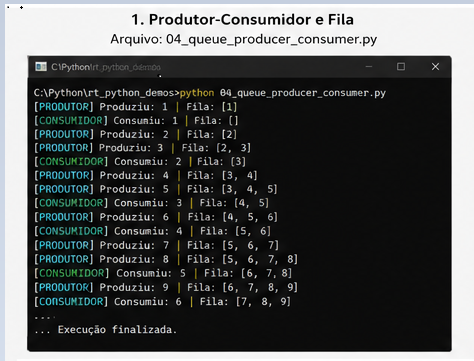 1. Produtor-Consumidor e Fila
Arquivo: 04_queue_producer_consumer.py
C:\Python\rt_python_demos
C:\Python\rt_python_demos>python 04_queue_producer_consumer.py
[PRODUTOR] Produziu: 1 | Fila: [1]
[CONSUMIDOR] Consumiu: 1 | Fila: []
[PRODUTOR] Produziu: 2 | Fila: [2]
[PRODUTOR] Produziu: 3 | Fila: [2, 3]
[CONSUMIDOR] Consumiu: 2 | Fila: [3]
[PRODUTOR] Produziu: 4 | Fila: [3, 4]
[PRODUTOR] Produziu: 5 | Fila: [3, 4, 5]
[CONSUMIDOR] Consumiu: 3 | Fila: [4, 5]
[PRODUTOR] Produziu: 6 | Fila: [4, 5, 6]
[CONSUMIDOR] Consumiu: 4 | Fila: [5, 6]
[PRODUTOR] Produziu: 7 | Fila: [5, 6, 7]
[PRODUTOR] Produziu: 8 | Fila: [5, 6, 7, 8]
[CONSUMIDOR] Consumiu: 5 | Fila: [6, 7,8]
[PRODUTOR] Produziu: 9 | Fila: [6, 7, 8, 9]
[CONSUMIDOR] Consumiu: 6 | Fila: [7, 8, 9]
...
... Execução finalizada.